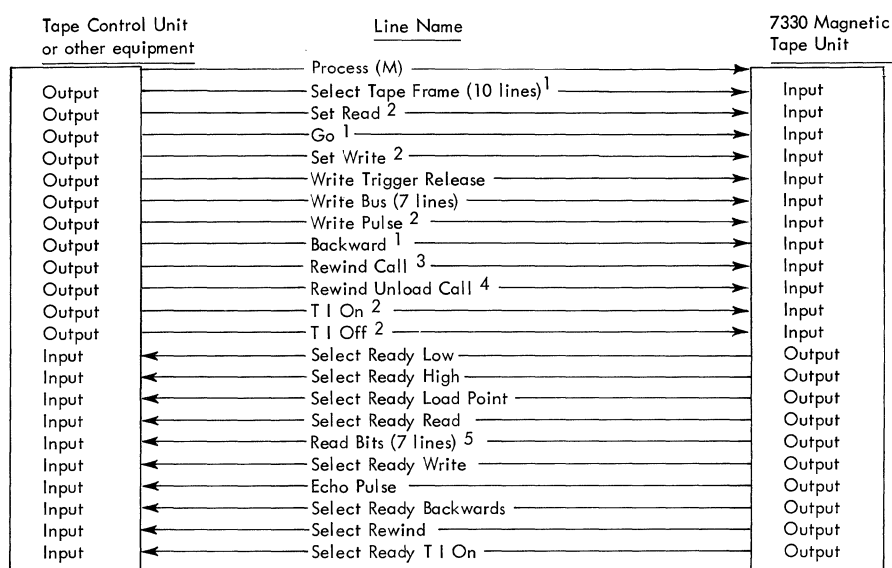 Tape Control Unit or other equipment
Line Name
7330 Magnetic Tape Unit
Process (M)
Output Select Tape Frame (10 lines) 1 Input
Output Set Read 2 Input
Output Go 1 Input
Output Set Write 2 Input
Output Write Trigger Release Input
Output Write Bus (7 lines) Input
Output Write Pulse 2 Input
Output Backward 1 Input
Output Rewind Call 3 Input
Output Rewind Unload Call 4 Input
Output T I On 2 Input
Output T I Off 2 Input
Input Select Ready Low Output
Input Select Ready High Output
Input Select Ready Load Point Output
Input Select Ready Read Output
Input Read Bits (7 lines) 5 Output
Input Select Ready Write Output
Input Echo Pulse Output
Input Select Ready Backwards Output
Input Select Rewind Output
Input Select Ready T I On Output